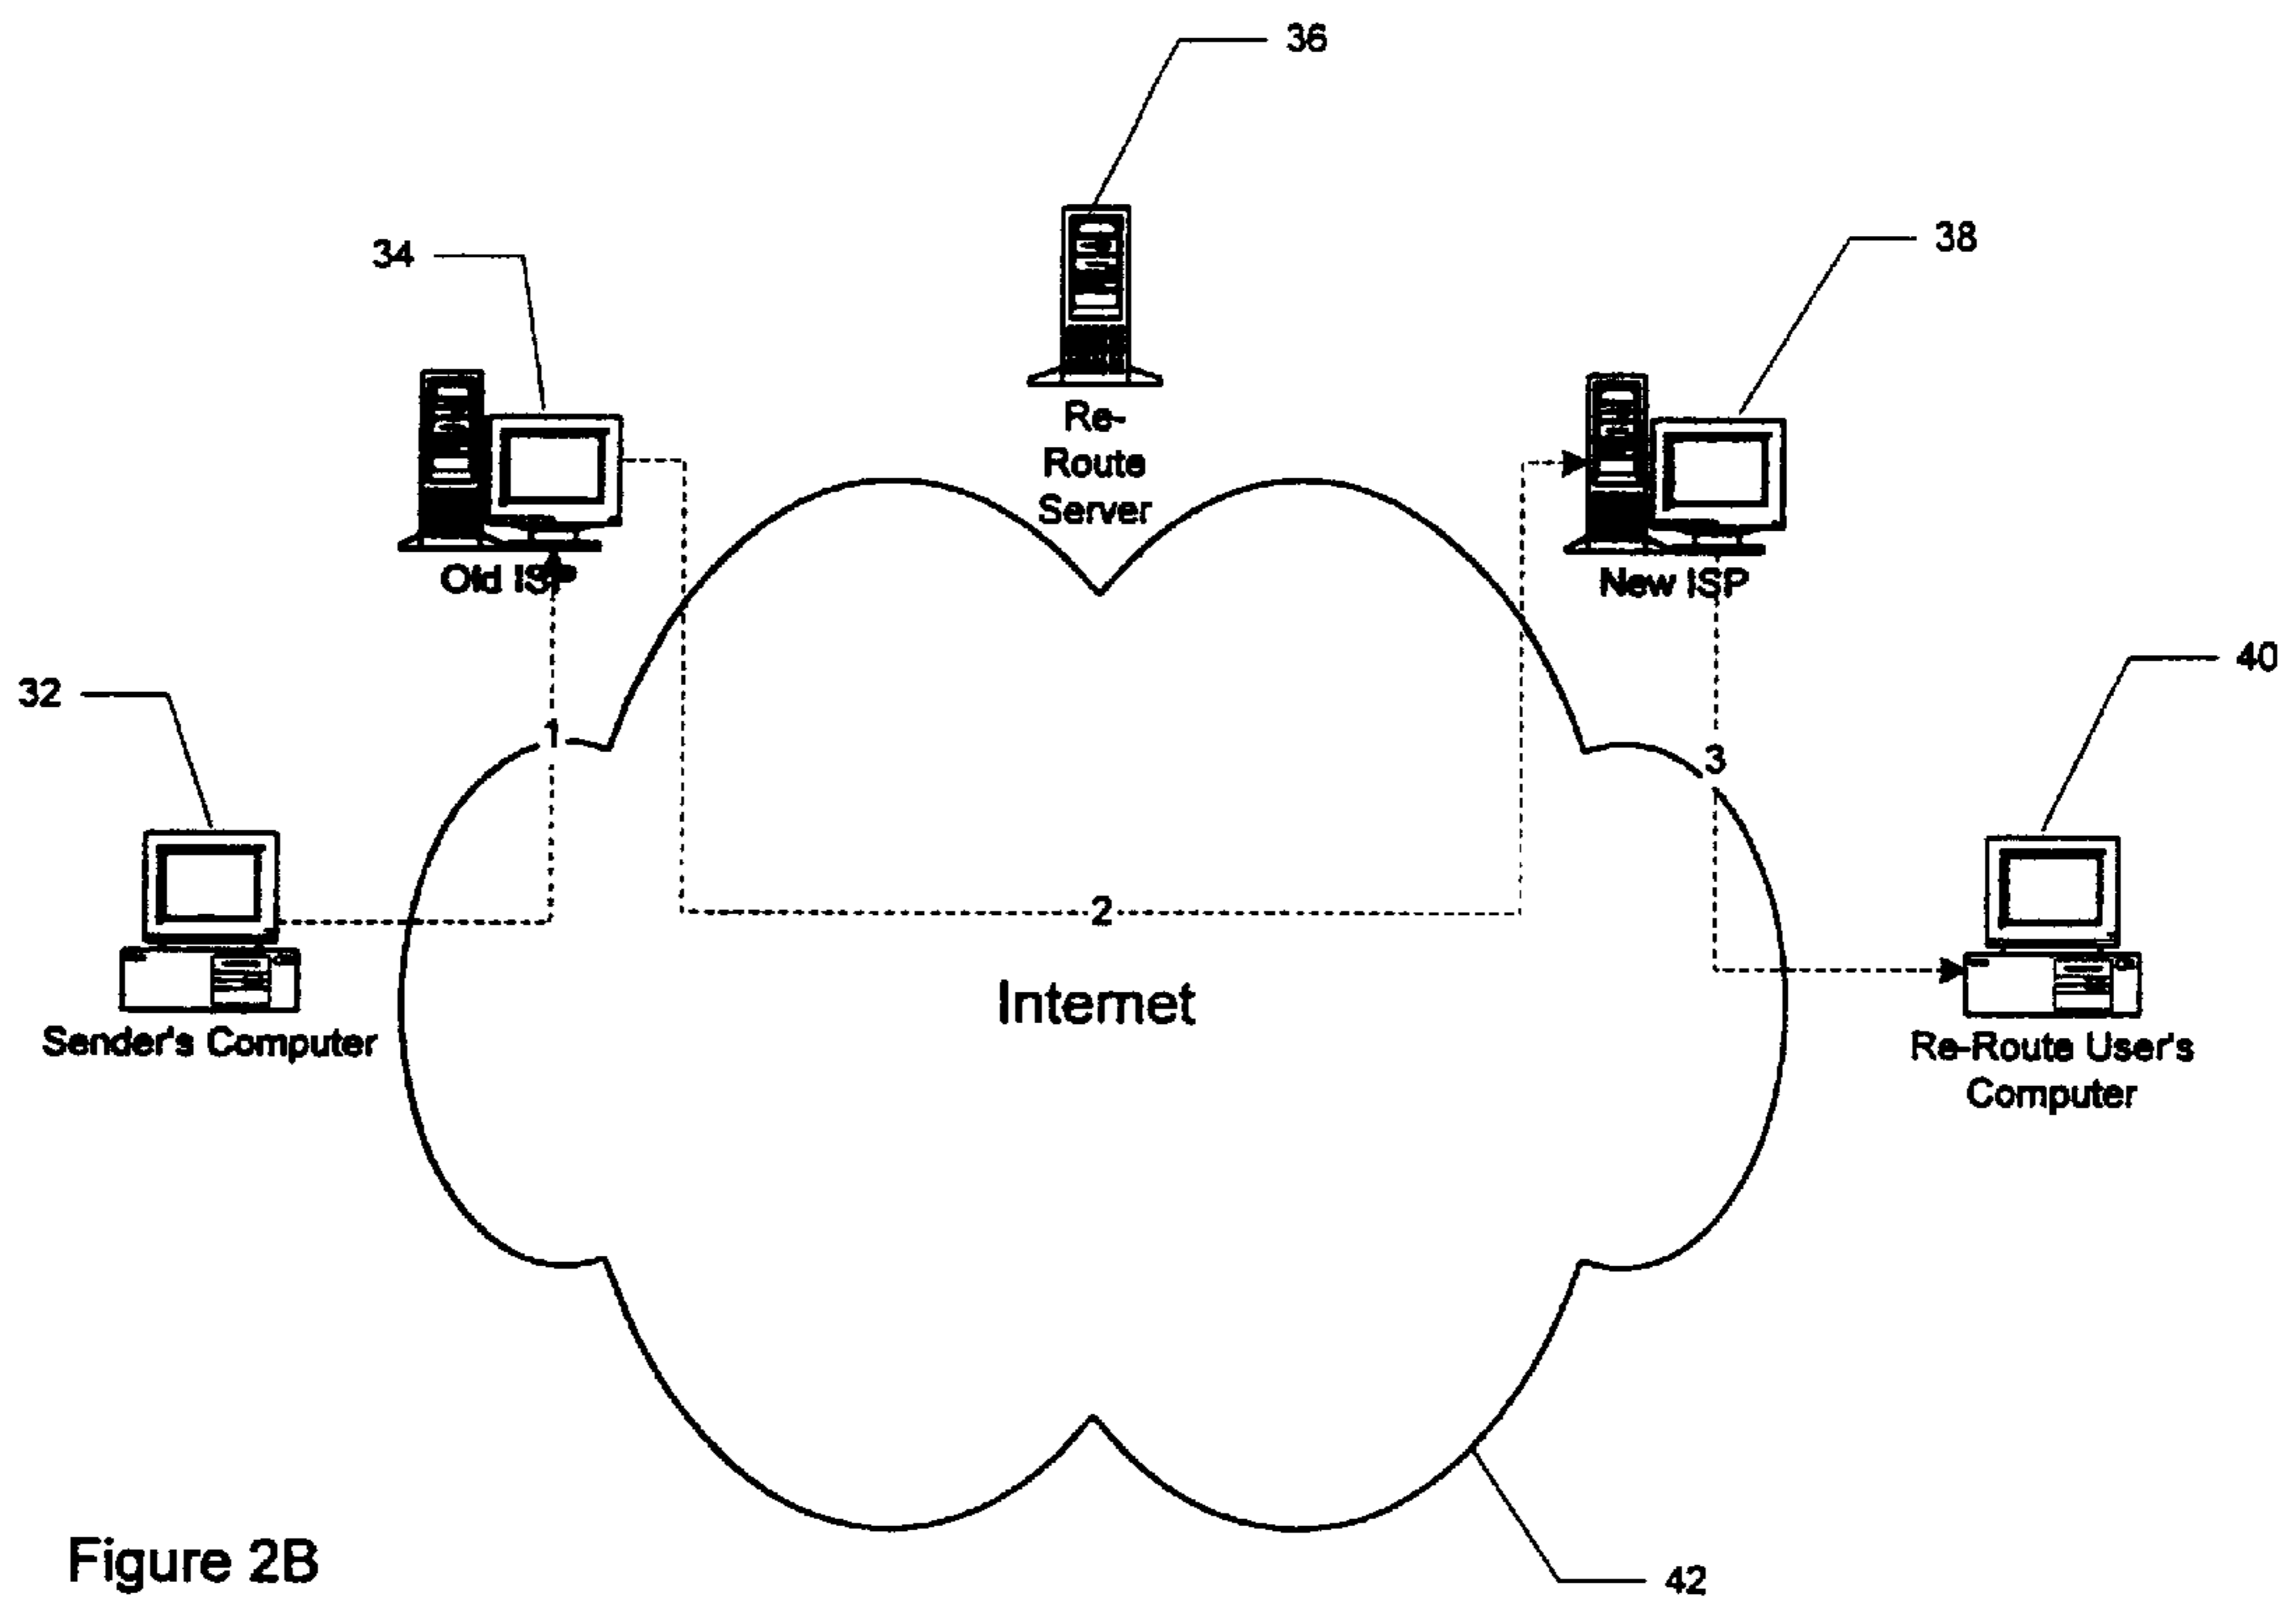 36
34
38
Re-
Route
Server
Old ISP
New ISP
32
40
1
3
2
Internet
Sender's Computer
Re-Route User's
Computer
Figure 2B
42